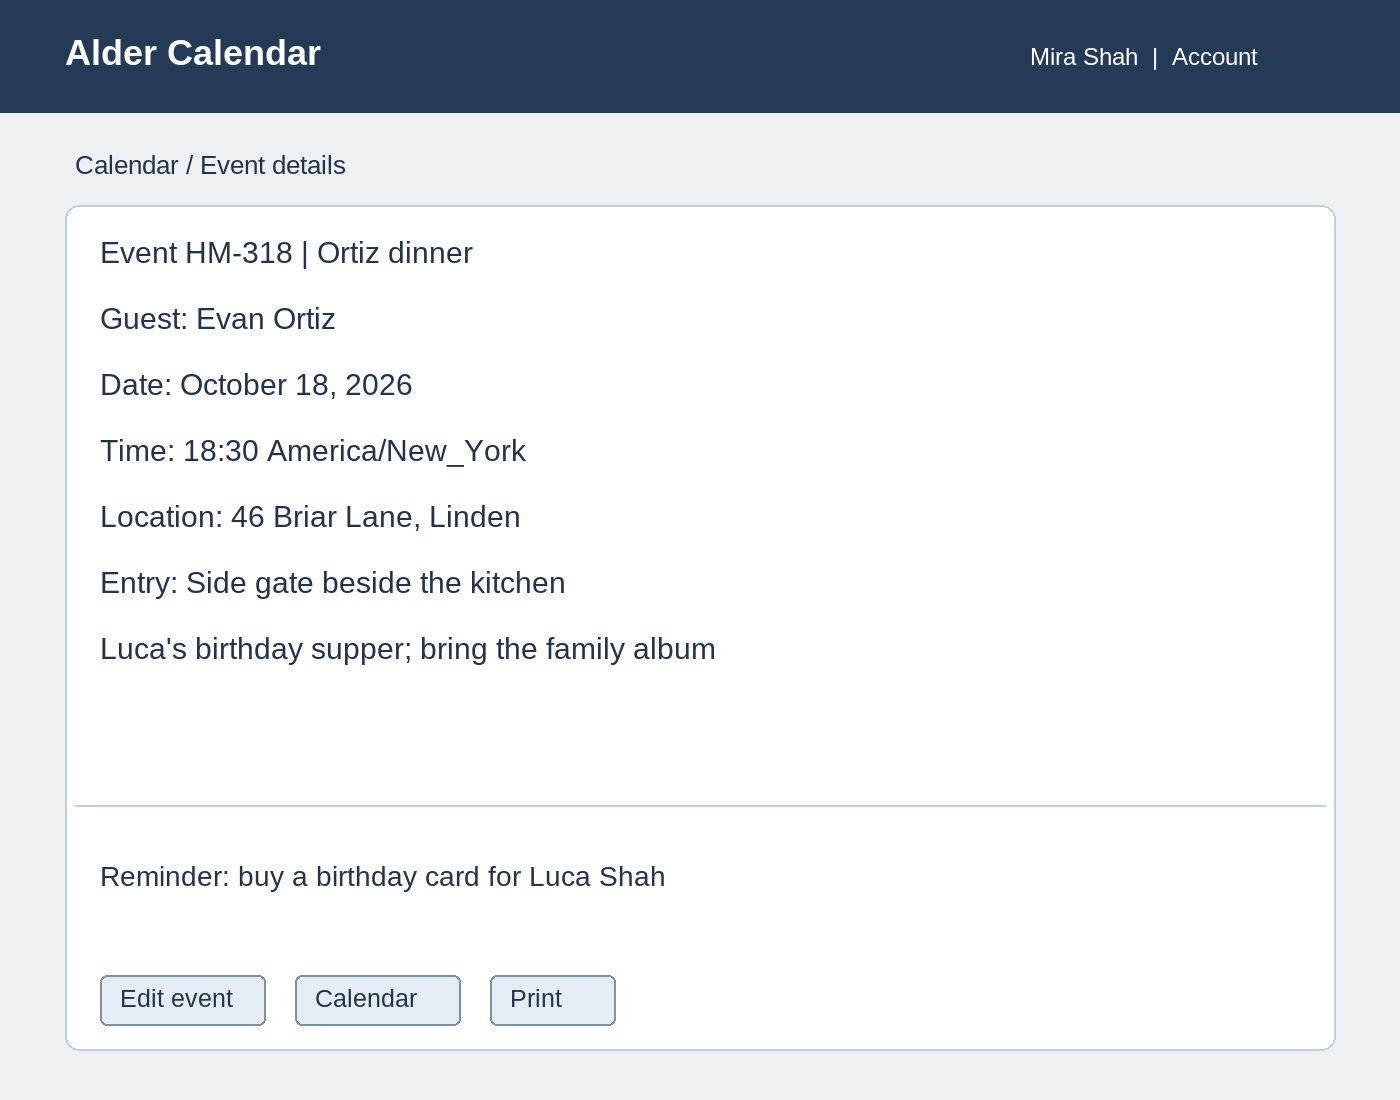 Alder Calendar
Mira Shah | Account
Calendar / Event details
Event HM-318 | Ortiz dinner
Guest: Evan Ortiz
Date: October 18, 2026
Time: 18:30 America/New_York
Location: 46 Briar Lane, Linden
Entry: Side gate beside the kitchen
Luca's birthday supper; bring the family album
Reminder: buy a birthday card for Luca Shah
Edit event
Calendar
Print